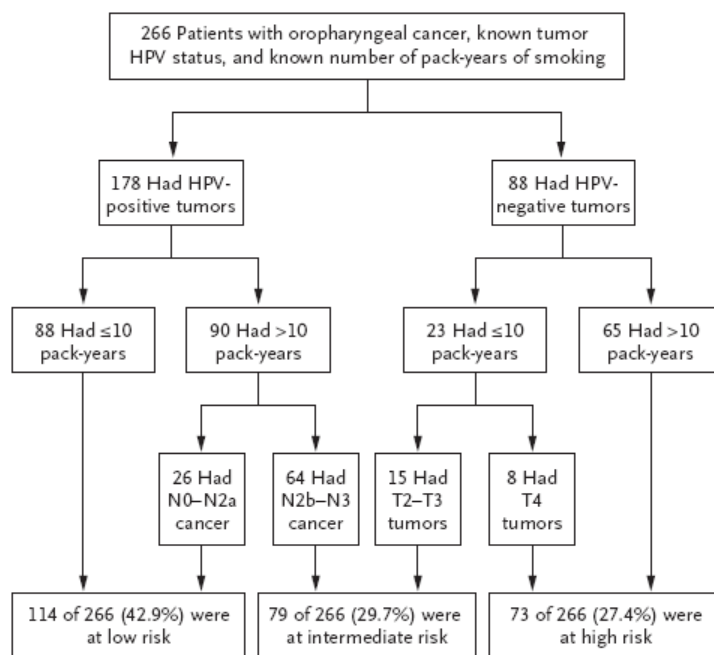 266 Patients with oropharyngeal cancer, known tumor
HPV status, and known number of pack-years of smoking
178 Had HPV-
positive tumors
88 Had HPV-
negative tumors
88 Had ≤10
pack-years
90 Had >10
pack-years
23 Had ≤10
pack-years
65 Had >10
pack-years
26 Had
N0–N2a
cancer
64 Had
N2b–N3
cancer
15 Had
T2–T3
tumors
8 Had
T4
tumors
114 of 266 (42.9%) were
at low risk
79 of 266 (29.7%) were
at intermediate risk
73 of 266 (27.4%) were
at high risk